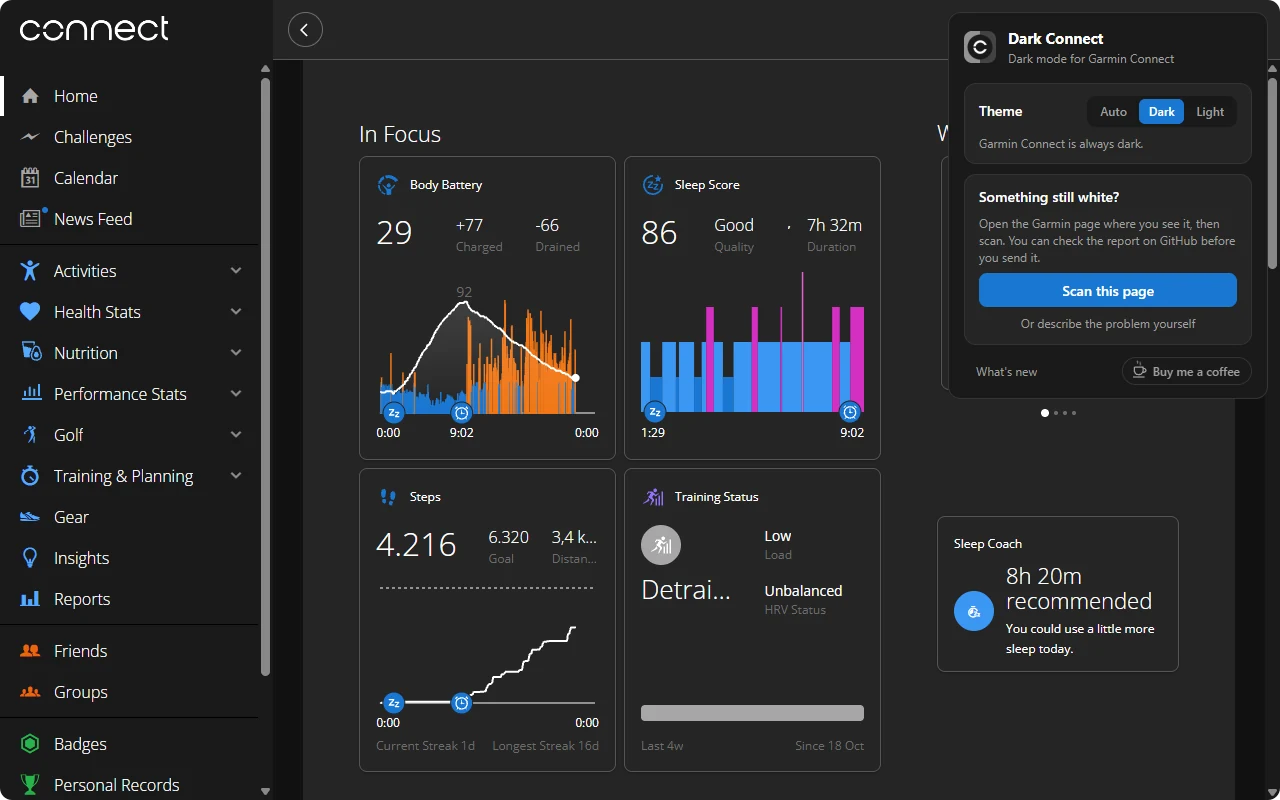 connect
Home
Challenges
Calendar
News Feed
Activities
Health Stats
Nutrition
Performance Stats
Golf
Training & Planning
Gear
Insights
Reports
Friends
Groups
Badges
Personal Records
In Focus
Body Battery
29
+77
Charged
-66
Drained
92
Zz
0:00
9:02
0:00
Sleep Score
86
Good
Quality
7h 32m
Duration
Zz
1:29
9:02
Steps
4.216
6.320
Goal
3,4 k...
Distan...
Zz
0:00
0:00
Current Streak 1d
Longest Streak 16d
Training Status
Detrai...
Low
Load
Unbalanced
HRV Status
Last 4w
Since 18 Oct
Dark Connect
Dark mode for Garmin Connect
Theme
Auto
Dark
Light
Garmin Connect is always dark.
Something still white?
Open the Garmin page where you see it, then
scan. You can check the report on GitHub before
you send it.
Scan this page
Or describe the problem yourself
What's new
Buy me a coffee
Sleep Coach
8h 20m
recommended
You could use a little more
sleep today.